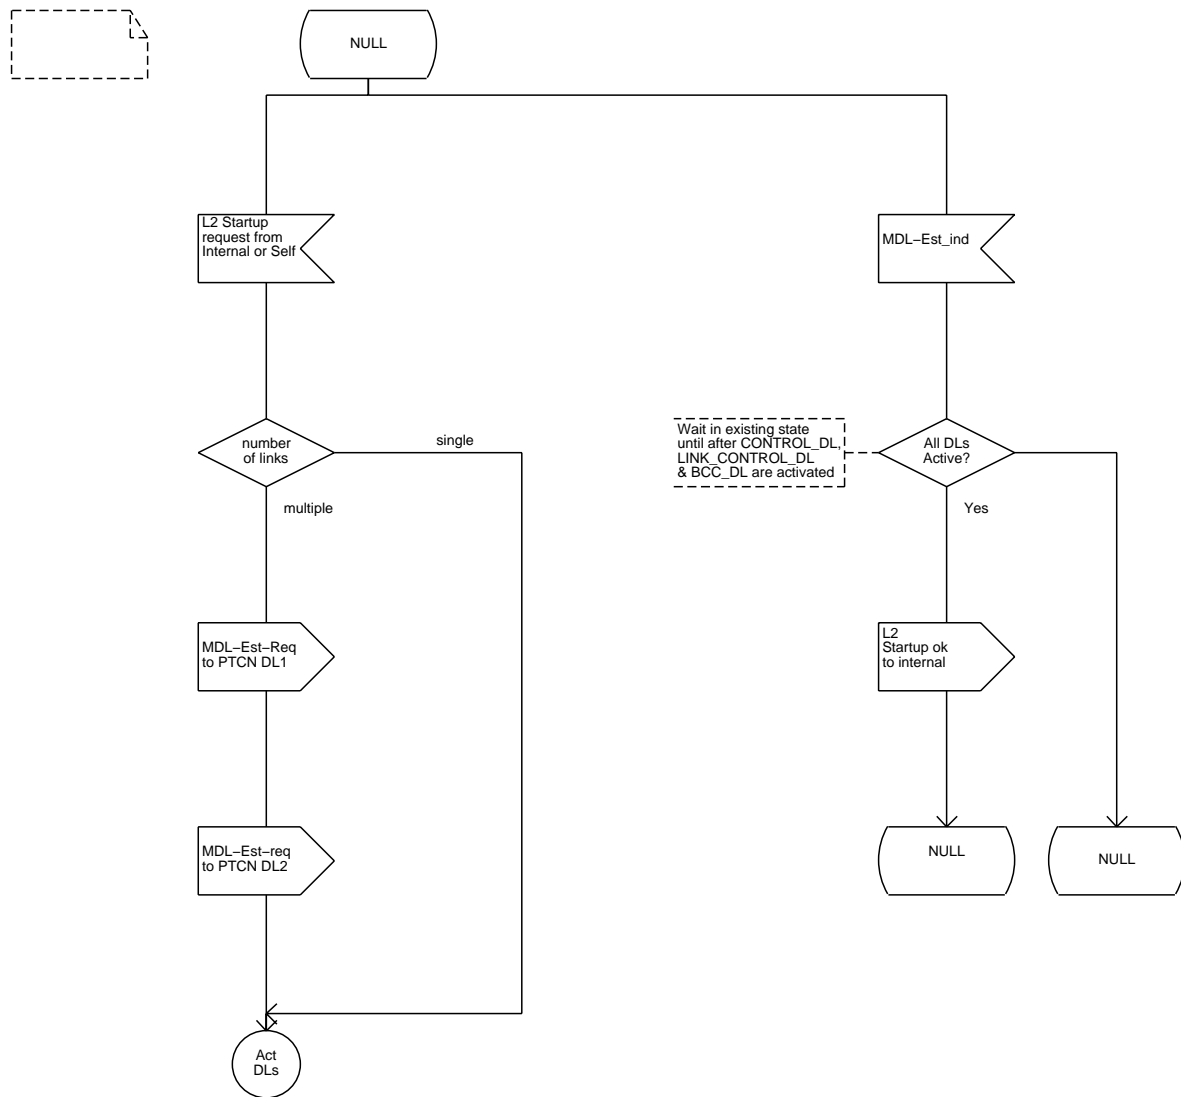 NULL
L2 Startup
request from
Internal or Self
MDL−Est_ind
number
of links
single
multiple
Wait in existing state
until after CONTROL_DL,
LINK_CONTROL_DL
& BCC_DL are activated
All DLs
Active?
Yes
MDL−Est−Req
to PTCN DL1
L2
Startup ok
to internal
MDL−Est−req
to PTCN DL2
NULL
NULL
Act
DLs